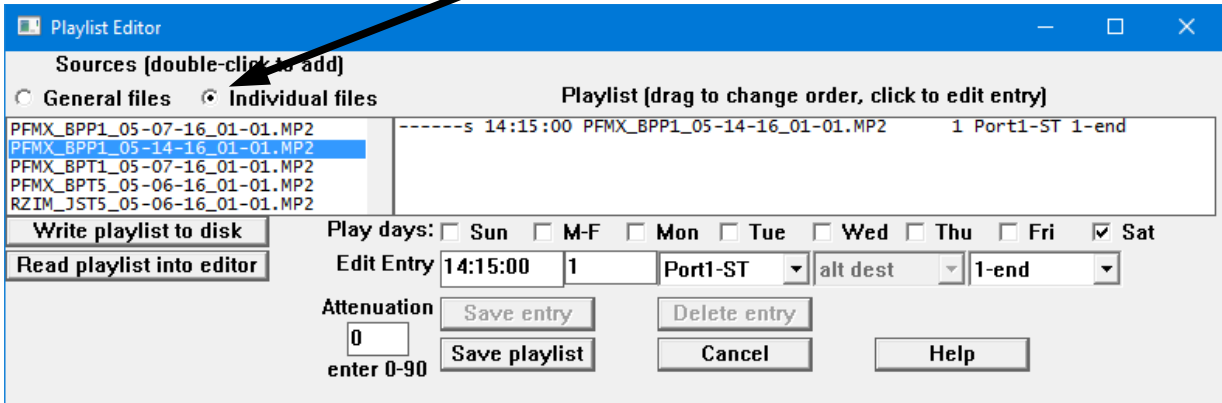 Playlist Editor
Sources (double-click to add)
General files Individual files
Playlist (drag to change order, click to edit entry)
PFMX_BPP1_05-07-16_01-01.MP2
PFMX_BPP1_05-14-16_01-01.MP2
PFMX_BPT1_05-07-16_01-01.MP2
PFMX_BPT5_05-06-16_01-01.MP2
RZIM_JST5_05-06-16_01-01.MP2
------s 14:15:00 PFMX_BPP1_05-14-16_01-01.MP2 1 Port1-ST 1-end
Write playlist to disk
Read playlist into editor
Play days: Sun M-F Mon Tue Wed Thu Fri Sat
Edit Entry 14:15:00 1 Port1-ST alt dest 1-end
Attenuation
0
enter 0-90
Save entry Delete entry
Save playlist Cancel Help